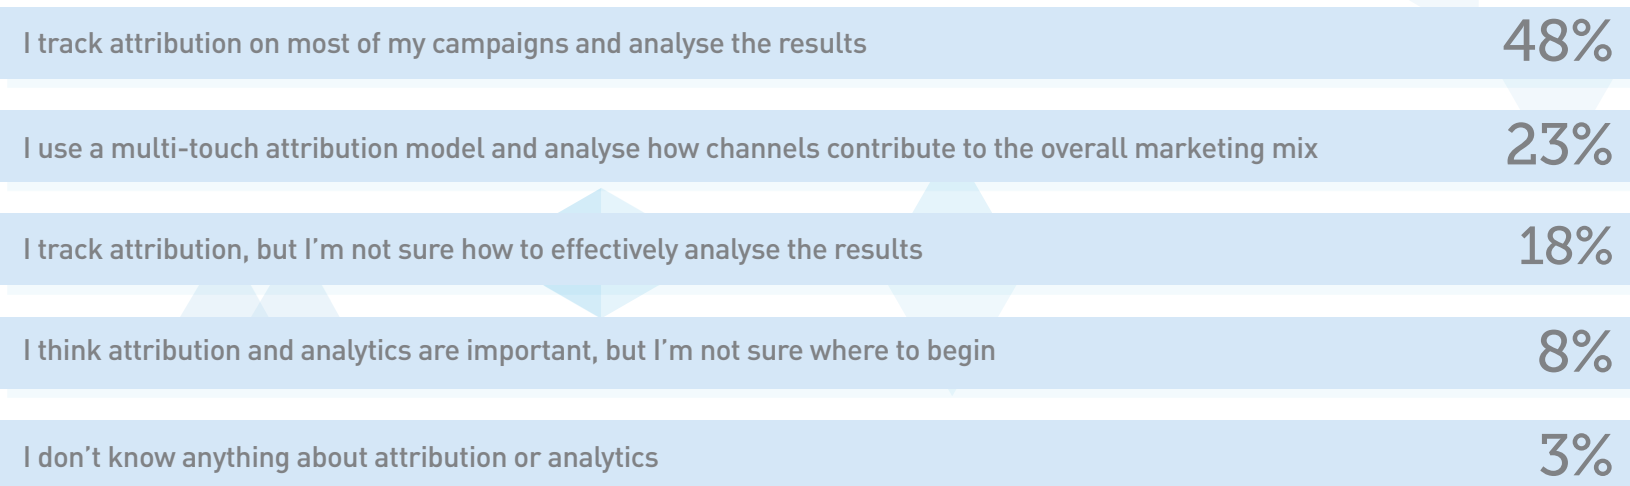 I track attribution on most of my campaigns and analyse the results 48%
I use a multi-touch attribution model and analyse how channels contribute to the overall marketing mix 23%
I track attribution, but I’m not sure how to effectively analyse the results 18%
I think attribution and analytics are important, but I’m not sure where to begin 8%
I don’t know anything about attribution or analytics 3%